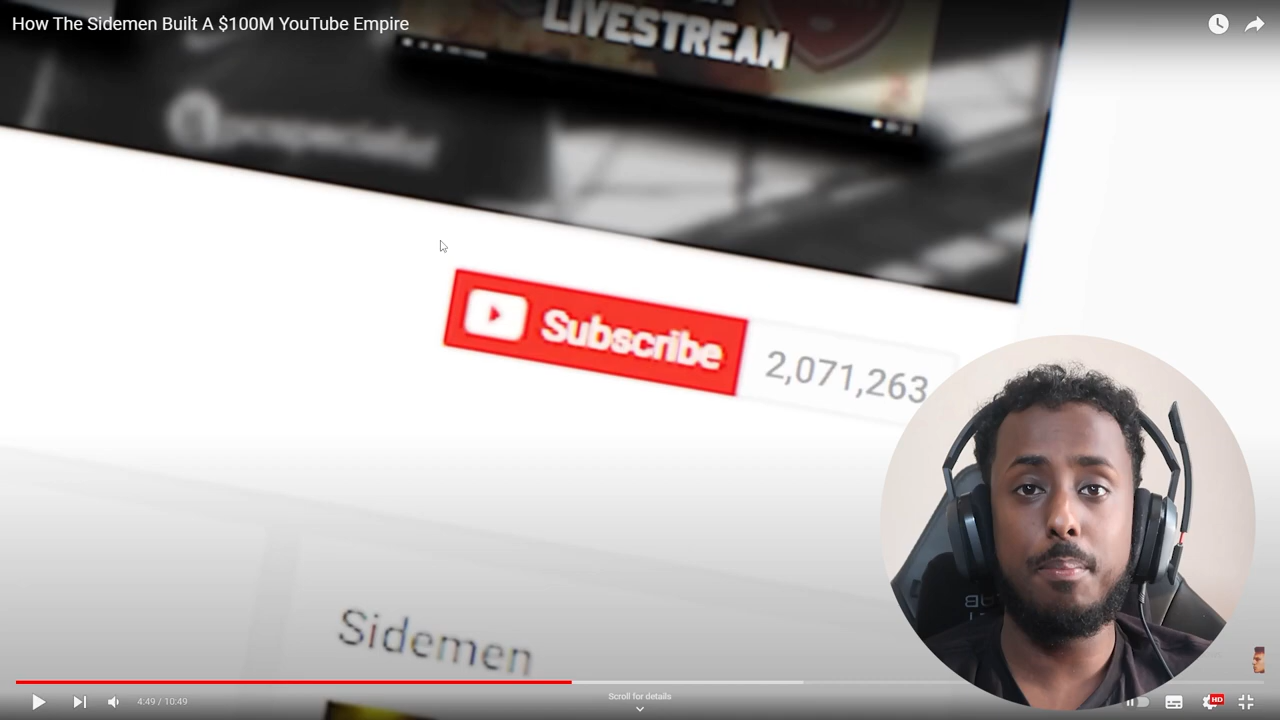 How The Sidemen Built A $100M YouTube Empire
LIVESTREAM
Subscribe
2,071,263
Sidemen
Scroll for details
4:49 / 10:49
HD